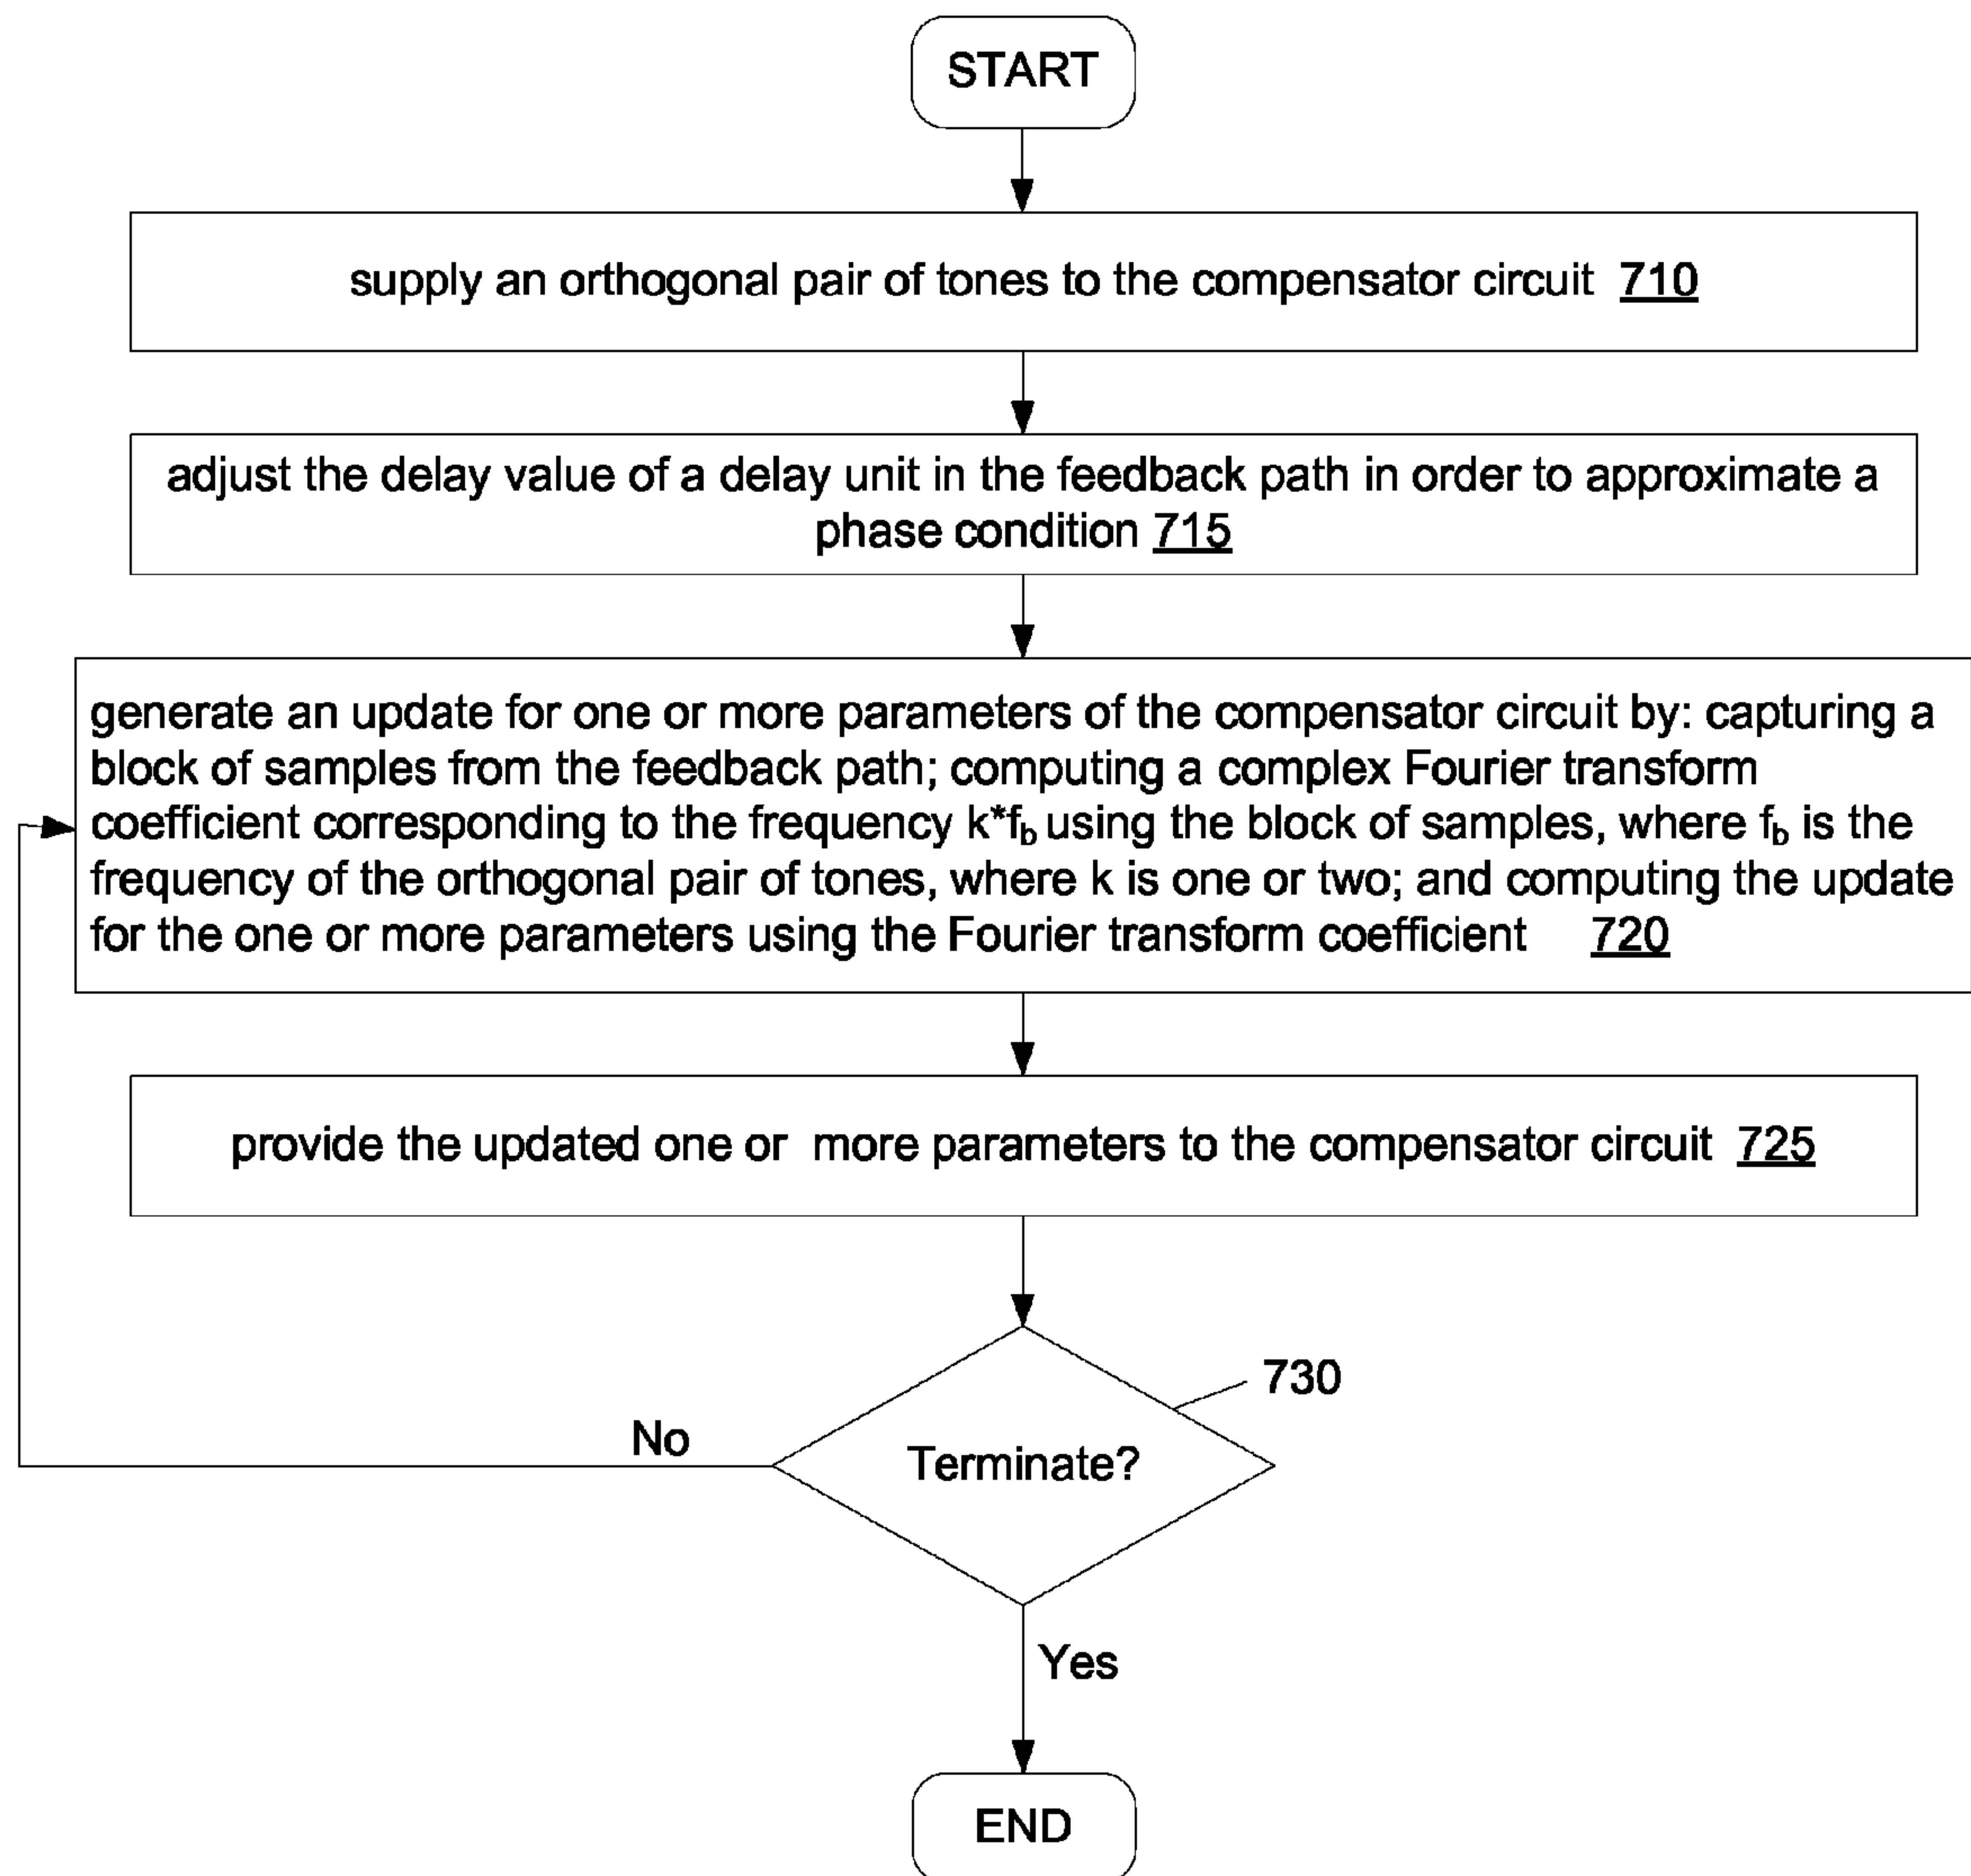 START
supply an orthogonal pair of tones to the compensator circuit 710
adjust the delay value of a delay unit in the feedback path in order to approximate a
phase condition 715
generate an update for one or more parameters of the compensator circuit by: capturing a
block of samples from the feedback path; computing a complex Fourier transform
coefficient corresponding to the frequency k*fb using the block of samples, where fb is the
frequency of the orthogonal pair of tones, where k is one or two; and computing the update
for the one or more parameters using the Fourier transform coefficient 720
provide the updated one or more parameters to the compensator circuit 725
730
No
Terminate?
Yes
END